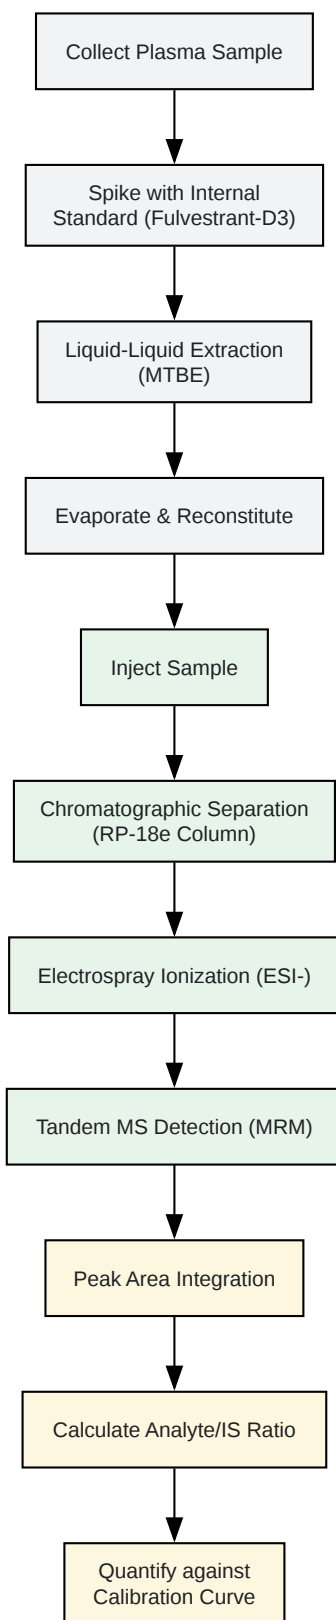 Collect Plasma Sample
Spike with Internal
Standard (Fulvestrant-D3)
Liquid-Liquid Extraction
(MTBE)
Evaporate & Reconstitute
Inject Sample
Chromatographic Separation
(RP-18e Column)
Electrospray Ionization (ESI-)
Tandem MS Detection (MRM)
Peak Area Integration
Calculate Analyte/IS Ratio
Quantify against
Calibration Curve